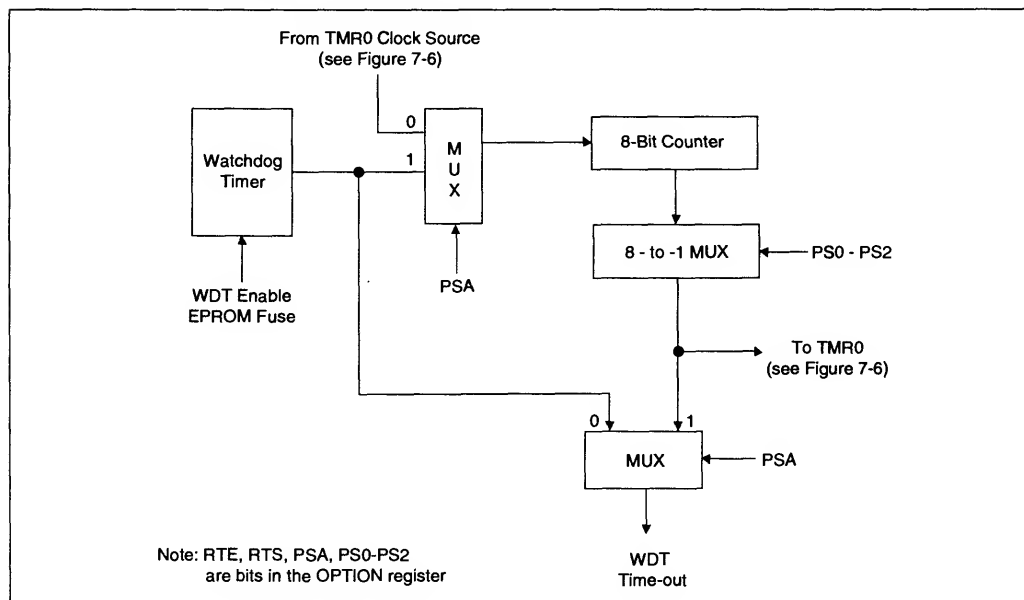 From TMR0 Clock Source
(see Figure 7-6)
0
1
Watchdog
Timer
M
U
X
8-Bit Counter
8 - to -1 MUX
PS0 - PS2
PSA
WDT Enable
EPROM Fuse
To TMR0
(see Figure 7-6)
0
1
MUX
PSA
WDT
Time-out
Note: RTE, RTS, PSA, PS0-PS2
are bits in the OPTION register